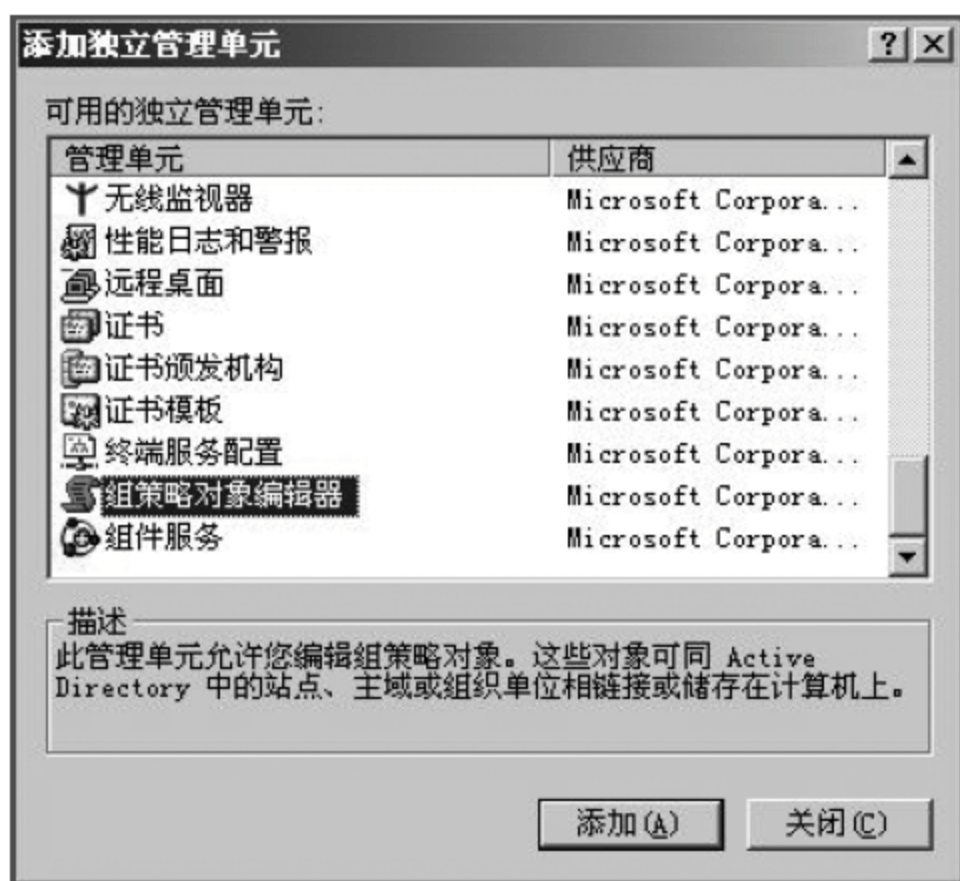 添加独立管理单元
可用的独立管理单元:
管理单元 供应商
无线监视器 Microsoft Corpora...
性能日志和警报 Microsoft Corpora...
远程桌面 Microsoft Corpora...
证书 Microsoft Corpora...
证书颁发机构 Microsoft Corpora...
证书模板 Microsoft Corpora...
终端服务配置 Microsoft Corpora...
组策略对象编辑器 Microsoft Corpora...
组件服务 Microsoft Corpora...
描述
此管理单元允许您编辑组策略对象。这些对象可同 Active
Directory 中的站点、主域或组织单位相链接或储存在计算机上。
添加(A) 关闭(C)